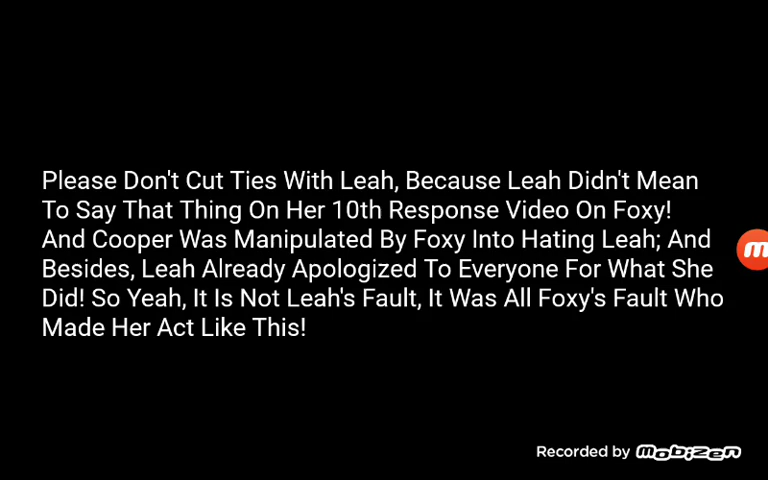 Please Don't Cut Ties With Leah, Because Leah Didn't Mean
To Say That Thing On Her 10th Response Video On Foxy!
And Cooper Was Manipulated By Foxy Into Hating Leah; And
Besides, Leah Already Apologized To Everyone For What She
Did! So Yeah, It Is Not Leah's Fault, It Was All Foxy's Fault Who
Made Her Act Like This!
m
Recorded by mobizen